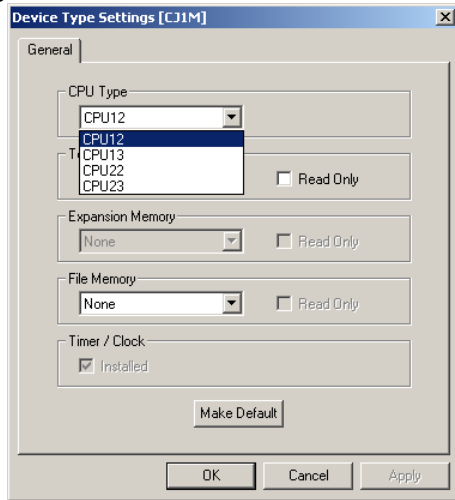 Device Type Settings [CJ1M]
General
CPU Type
CPU12
CPU12
CPU13
CPU22
CPU23
Read Only
Expansion Memory
None
Read Only
File Memory
None
Read Only
Timer / Clock
Installed
Make Default
OK
Cancel
Apply